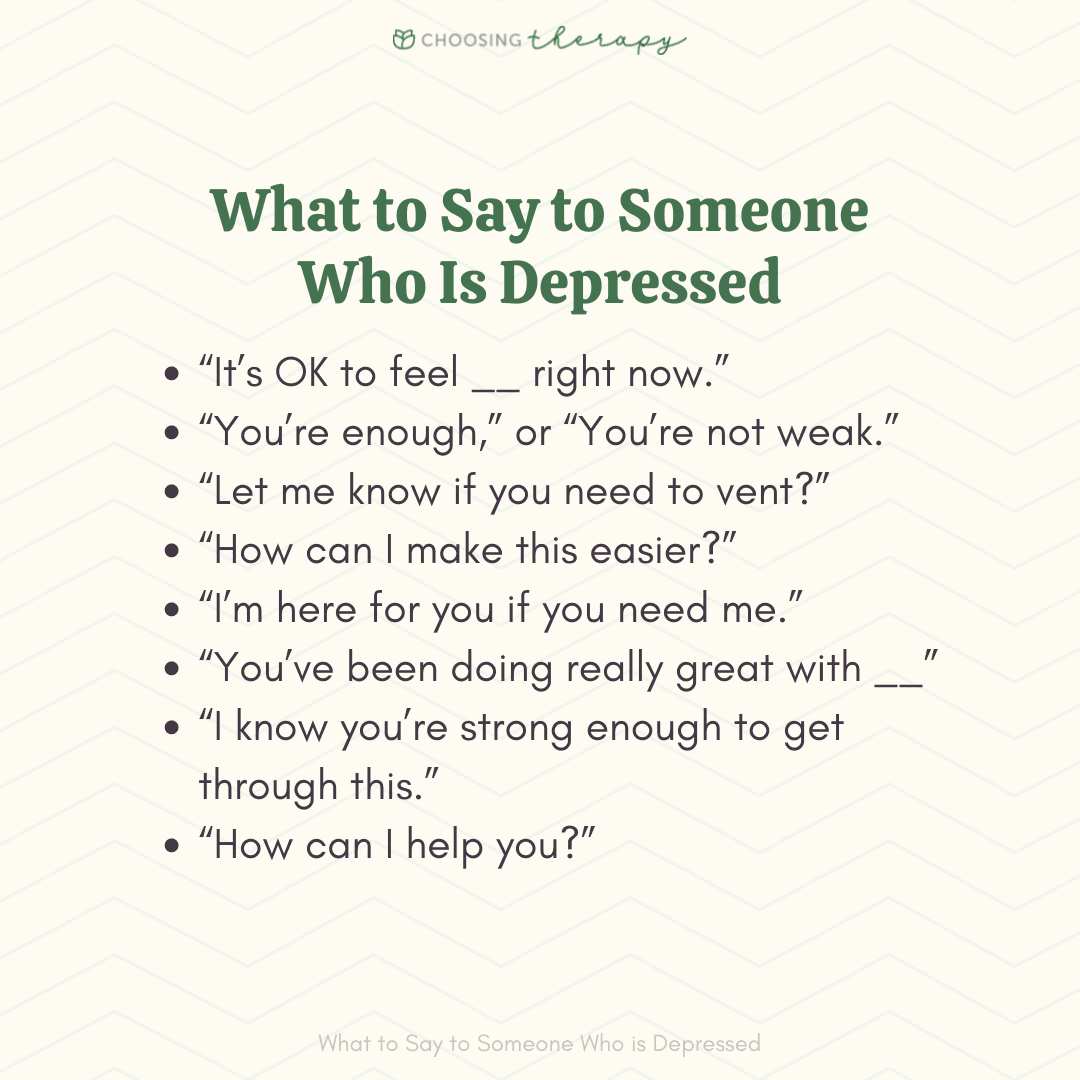 CHOOSING therapy
What to Say to Someone
Who Is Depressed
• “It’s OK to feel __ right now.”
• “You’re enough,” or “You’re not weak.”
• “Let me know if you need to vent?”
• “How can I make this easier?”
• “I’m here for you if you need me.”
• “You’ve been doing really great with __”
• “I know you’re strong enough to get
through this.”
• “How can I help you?”
What to Say to Someone Who is Depressed